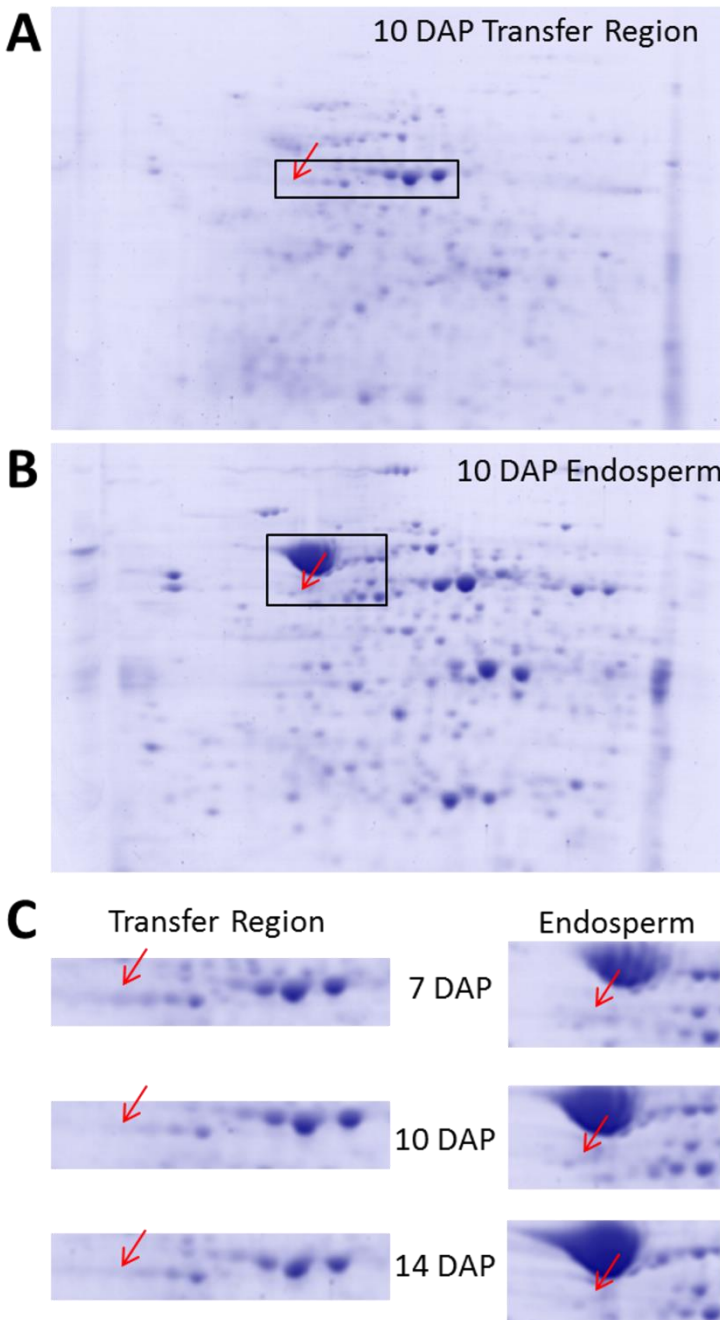 A
10 DAP Transfer Region
B
10 DAP Endosperm
C
Transfer Region
Endosperm
7 DAP
10 DAP
14 DAP